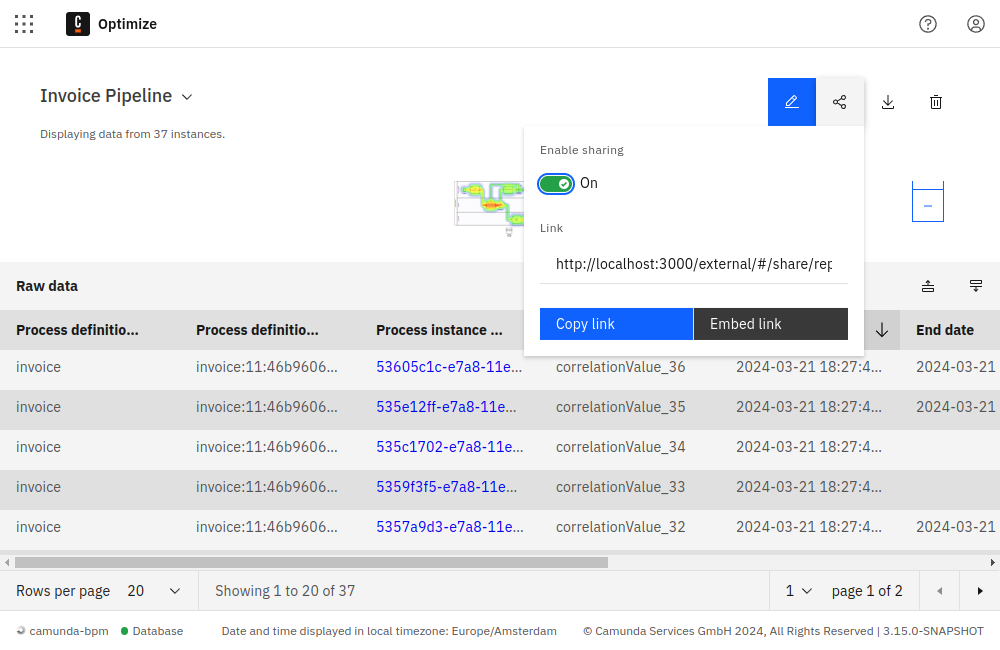 C Optimize
Invoice Pipeline
Displaying data from 37 instances.
Enable sharing
On
Link
http://localhost:3000/external/#/share/rep
Copy link
Embed link
Raw data
Process definitio... Process definitio... Process instance ... End date
invoice invoice:11:46b9606... 53605c1c-e7a8-11e... correlationValue_36 2024-03-21 18:27:4... 2024-03-21
invoice invoice:11:46b9606... 535e12ff-e7a8-11e... correlationValue_35 2024-03-21 18:27:4... 2024-03-21
invoice invoice:11:46b9606... 535c1702-e7a8-11e... correlationValue_34 2024-03-21 18:27:4...
invoice invoice:11:46b9606... 5359f3f5-e7a8-11e... correlationValue_33 2024-03-21 18:27:4...
invoice invoice:11:46b9606... 5357a9d3-e7a8-11e... correlationValue_32 2024-03-21 18:27:4... 2024-03-21
Rows per page 20 Showing 1 to 20 of 37 1 page 1 of 2
camunda-bpm Database Date and time displayed in local timezone: Europe/Amsterdam © Camunda Services GmbH 2024, All Rights Reserved | 3.15.0-SNAPSHOT